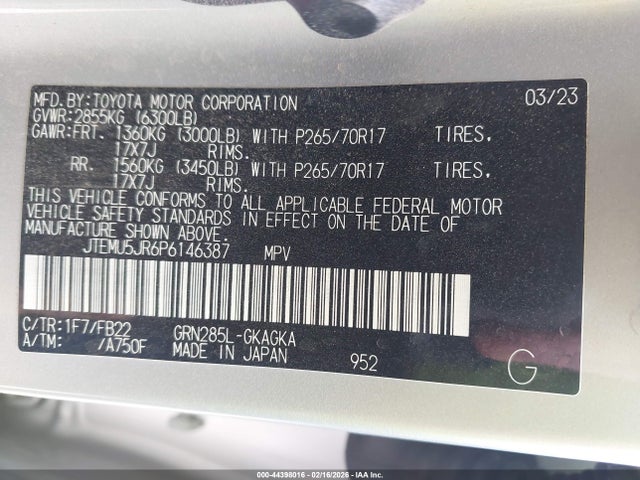 MFD.BY:TOYOTA MOTOR CORPORATION 03/23
GVWR:2855KG (6300LB)
GAWR:FRT. 1360KG (3000LB) WITH P265/70R17 TIRES.
17X7J RIMS.
RR. 1560KG (3450LB) WITH P265/70R17 TIRES.
17X7J RIMS.
THIS VEHICLE CONFORMS TO ALL APPLICABLE FEDERAL MOTOR
VEHICLE SAFETY STANDARDS IN EFFECT ON THE DATE OF
MANUFACTURE SHOWN ABOVE.
JTEMU5JR6P6146387 MPV
C/TR:1F7/FB22 GRN285L-GKAGKA
A/TM: /A750F MADE IN JAPAN 952 G
000-44398016 - 02/16/2026 - IAA Inc.